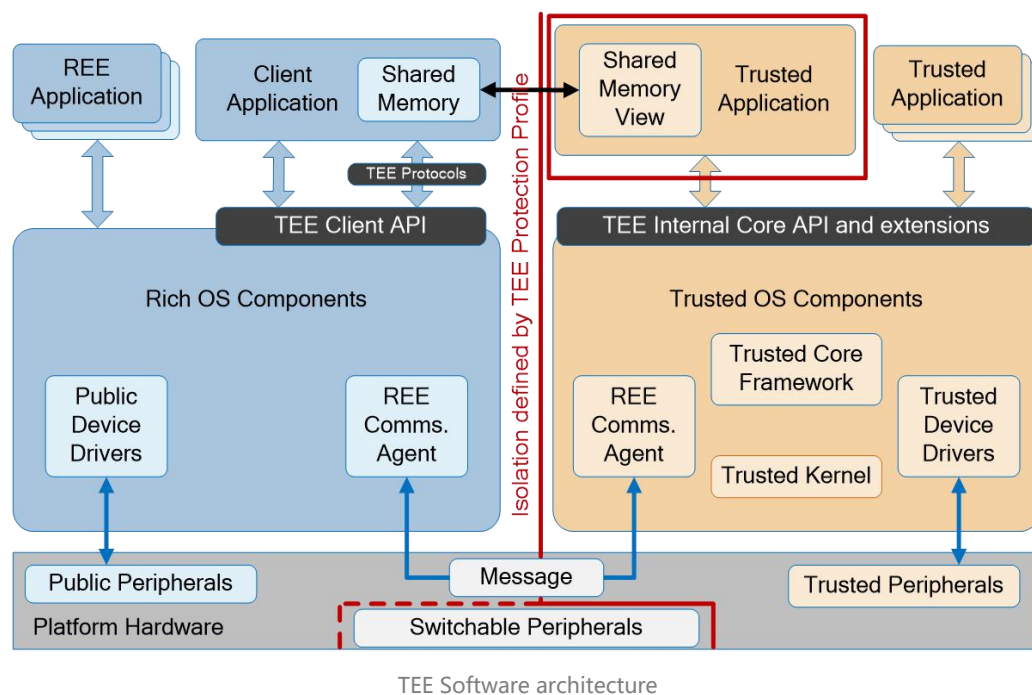 REE
Application
Client
Application
Shared
Memory
TEE Protocols
TEE Client API
Rich OS Components
Public
Device
Drivers
REE
Comms.
Agent
Isolation defined by TEE Protection Profile
Shared
Memory
View
Trusted
Application
Trusted
Application
TEE Internal Core API and extensions
Trusted OS Components
Trusted Core
Framework
REE
Comms.
Agent
Trusted
Device
Drivers
Trusted Kernel
Public Peripherals
Message
Trusted Peripherals
Platform Hardware
Switchable Peripherals
TEE Software architecture